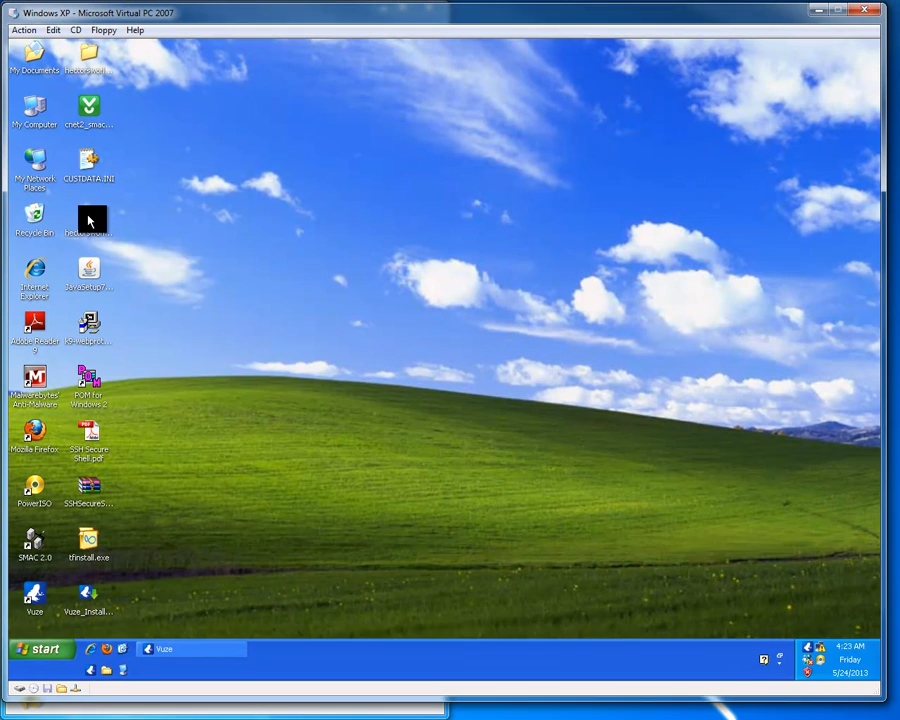 Windows XP - Microsoft Virtual PC 2007
Action Edit CD Floppy Help
My Documents
My Computer
cnet2_smac...
My Network
Places
CUSTDATA.INI
Recycle Bin
Internet
Explorer
JavaSetup7...
Adobe Reader
9
k9-webprot...
Malwarebytes'
Anti-Malware
POM for
Windows 2
Mozilla Firefox
SSH Secure
Shell.pdf
PowerISO
SSHSecureS...
SMAC 2.0
tfinstall.exe
Vuze
Vuze_Install...
start
Vuze
4:23 AM
Friday
5/24/2013